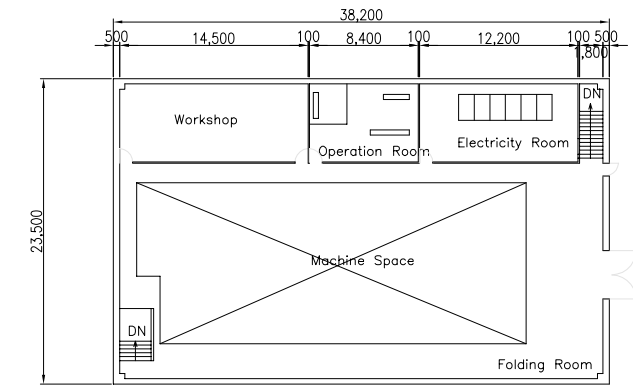 38,200
500 14,500 100 8,400 100 12,200 100 500
1,800
DN
Workshop
Operation Room
Electricity Room
23,500
Machine Space
DN
Folding Room